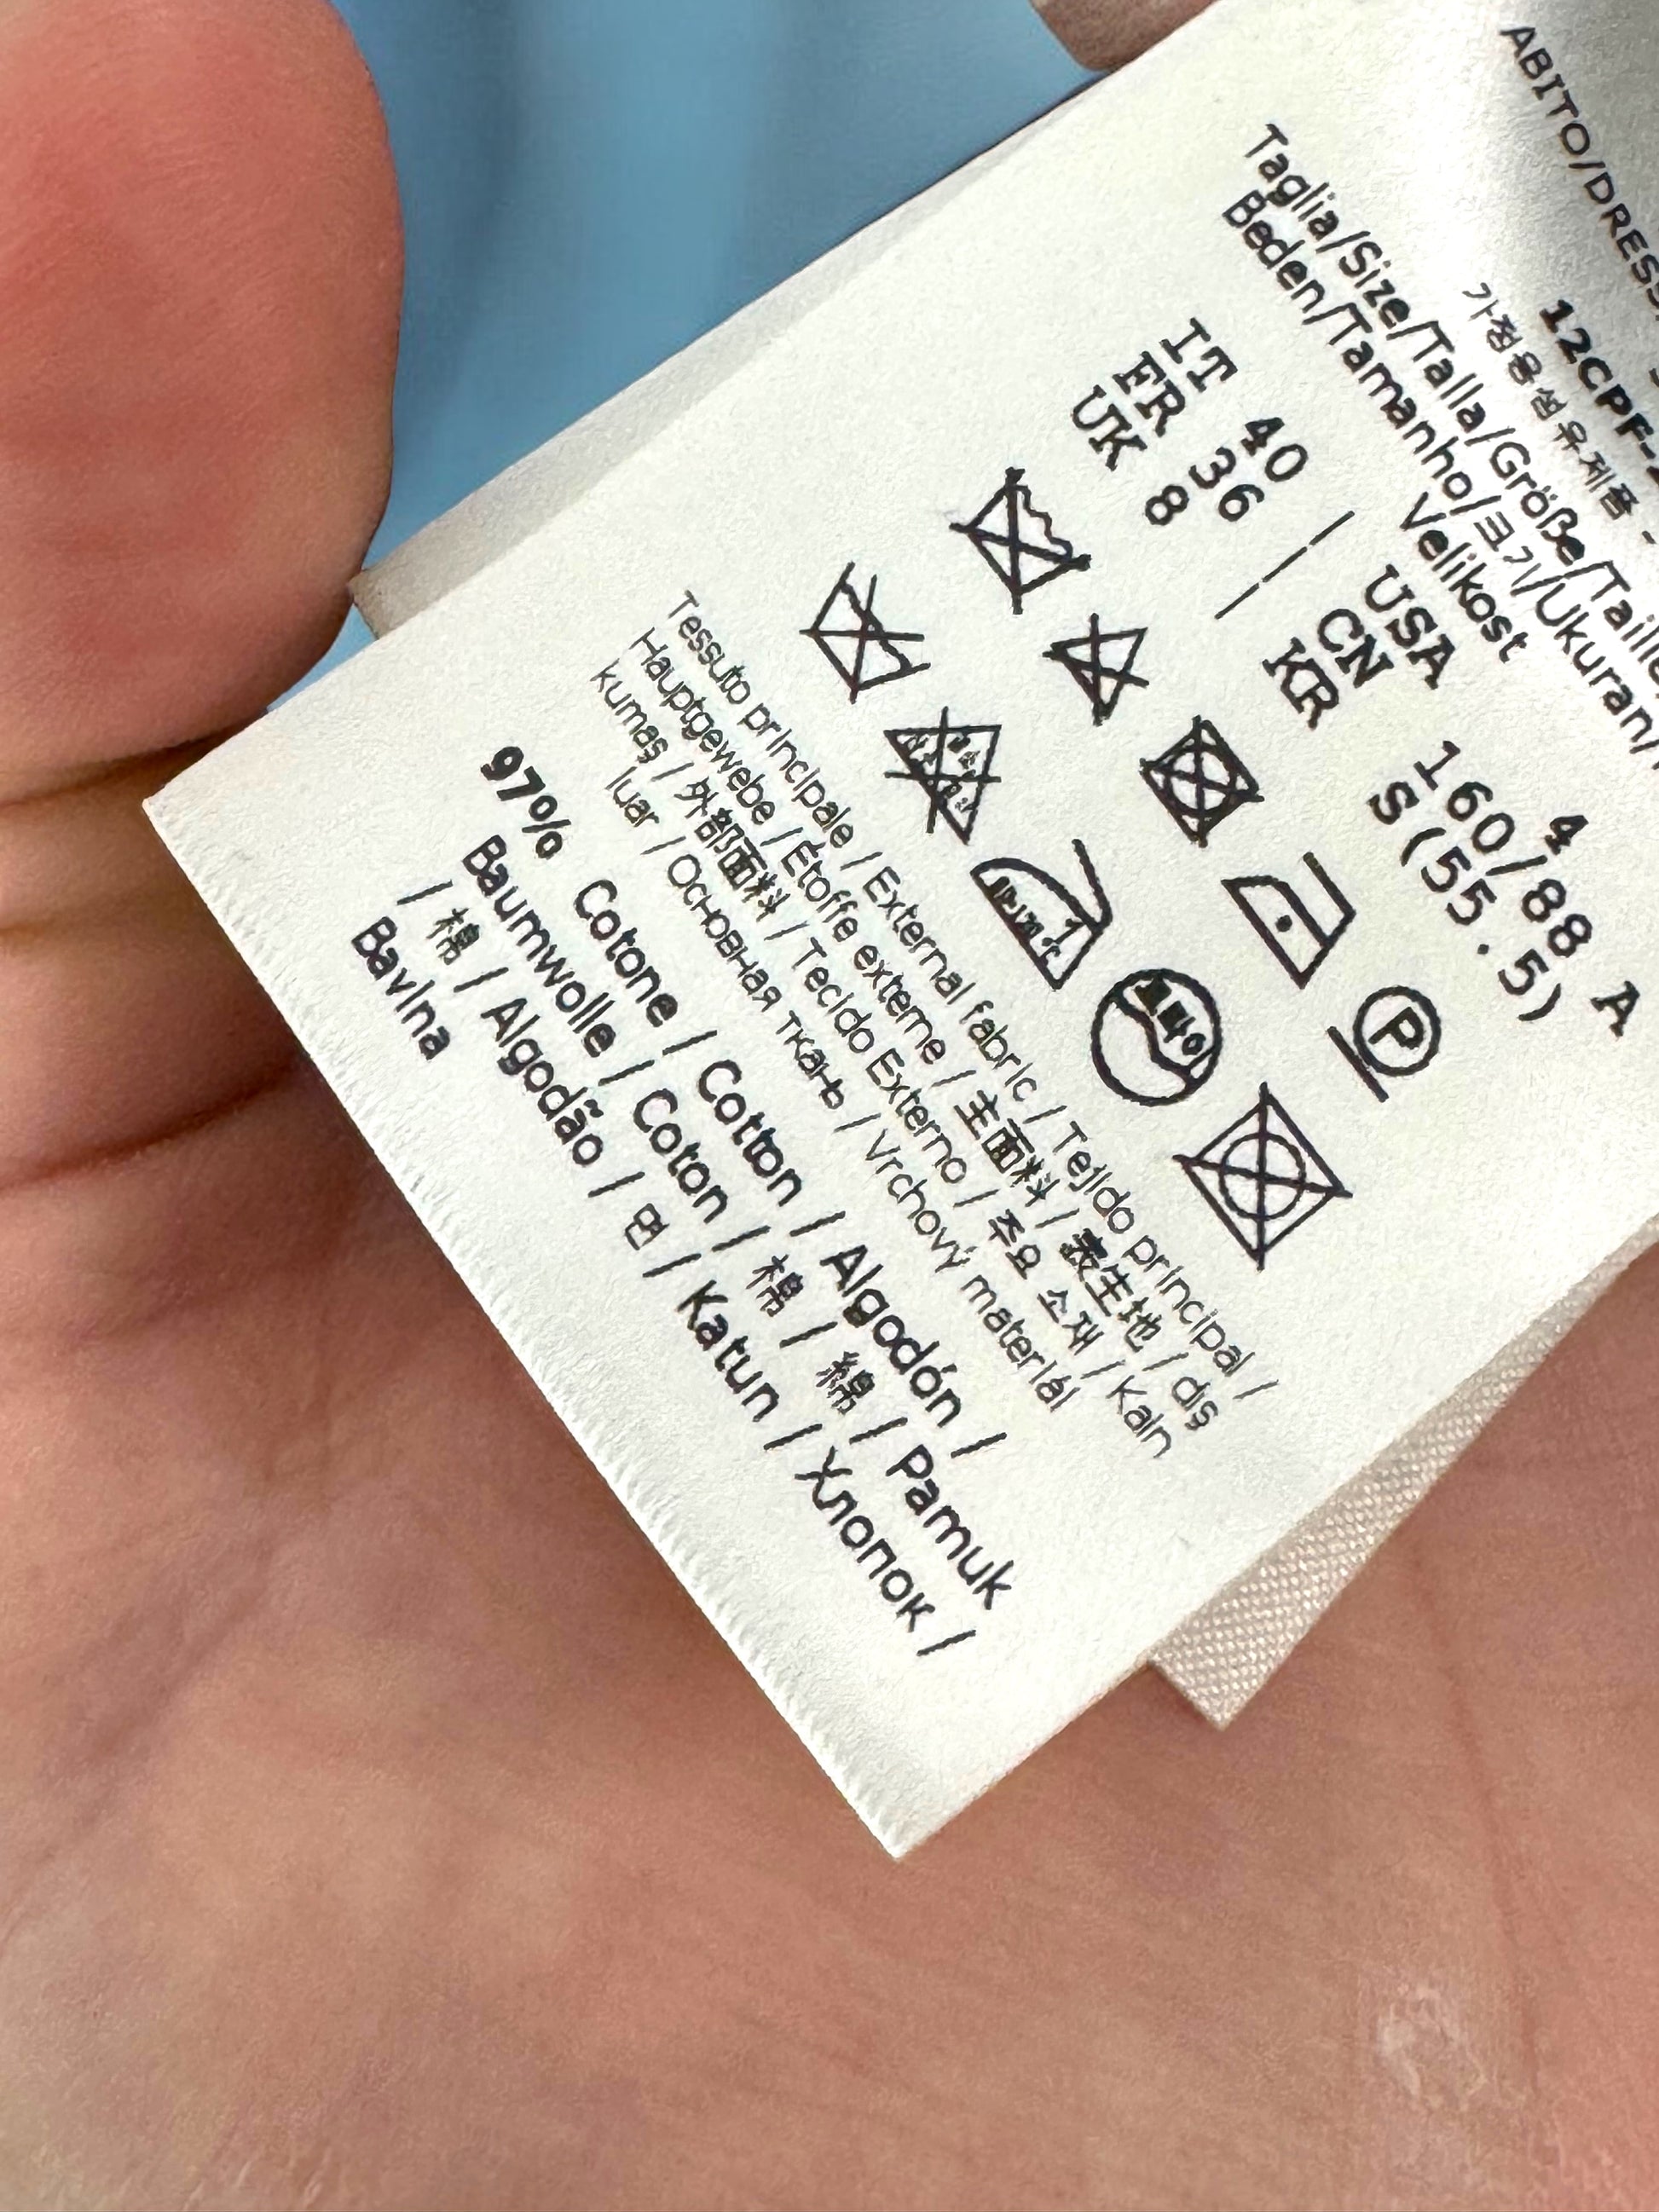 ABITO/DRESS
12CPF-
가정용 섬유제품 -
Taglia/Size/Talla/Größe/Taille
Beden/Tamanho/크기/Ukuran/
Velikost
IT 40 | USA 4
FR 36 | CN 160/88 A
UK 8 | KR S(55.5)
P
Tessuto principale / External fabric / Tejido principal /
Hauptgewebe / Étoffe externe / 主面料 / 表生地 / dış
kumaş / 外部面料 / Tecido Externo / 주요 소재 / Kain
luar / Основная ткань / Vrchový materiál
97% Cotone / Cotton / Algodón /
Baumwolle / Coton / 棉 / 綿 / Pamuk
/ 棉 / Algodão / 면 / Katun / Хлопок /
Bavlna